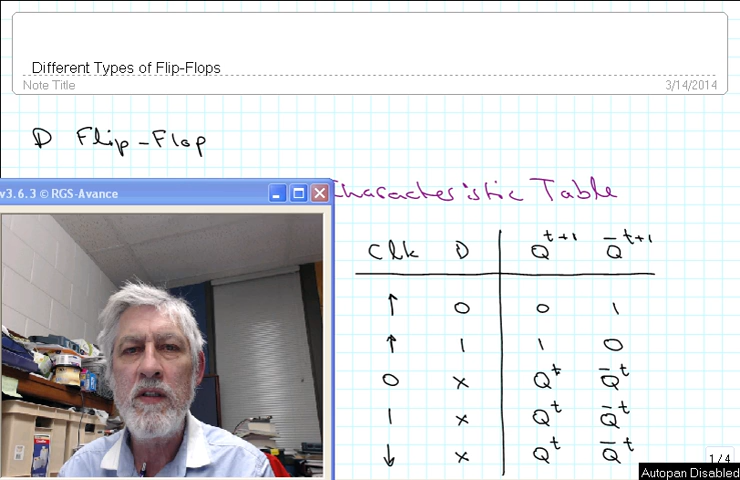 Different Types of Flip-Flops
Note Title
3/14/2014
D Flip-Flop
v3.6.3 © RGS-Avance
Characteristic Table
Clk D Q^t+1 Q̅^t+1
↑ 0 0 1
↑ 1 1 0
0 x Q^t Q̅^t
1 x Q^t Q̅^t
↓ x Q^t Q̅^t
1/4
Autopan Disabled